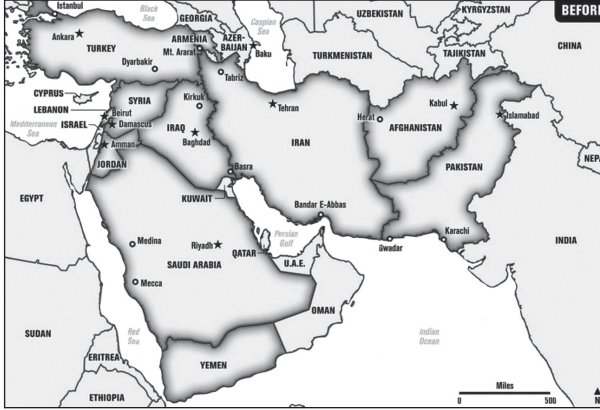 BEFOR
Istanbul
Black
Sea
GEORGIA
Caspian
Sea
UZBEKISTAN
KYRGYZSTAN
Ankara
TURKEY
ARMENIA
Mt. Ararat
AZER-
BAIJAN
Baku
TURKMENISTAN
TAJIKISTAN
CHINA
Dyarbakir
Tabriz
CYPRUS
LEBANON
Mediterranean
Sea
ISRAEL
SYRIA
Beirut
Damascus
Kirkuk
IRAQ
Baghdad
Tehran
Herat
Kabul
AFGHANISTAN
Islamabad
Amman
JORDAN
IRAN
PAKISTAN
NEPA
Basra
KUWAIT
EGYPT
Bandar E-Abbas
Persian
Gulf
Karachi
Gwadar
INDIA
Medina
Riyadh
SAUDI ARABIA
QATAR
U.A.E.
Mecca
OMAN
SUDAN
Red
Sea
Indian
Ocean
ERITREA
YEMEN
ETHIOPIA
Miles
0
500
N